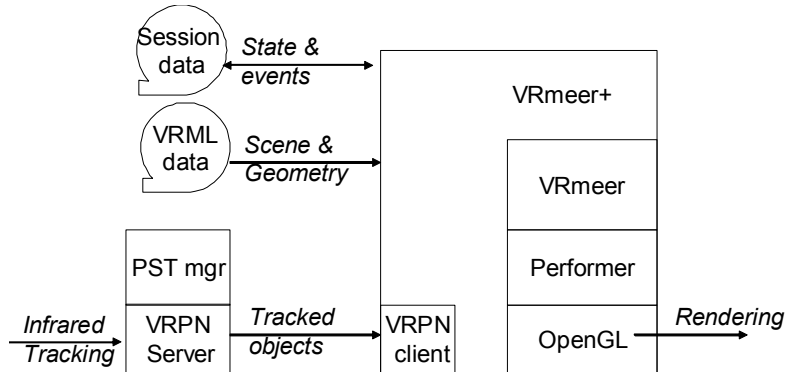 Session
data
State &
events
VRmeer+
VRML
data
Scene &
Geometry
VRmeer
PST mgr
Performer
Infrared
Tracking
VRPN
Server
Tracked
objects
VRPN
client
OpenGL
Rendering